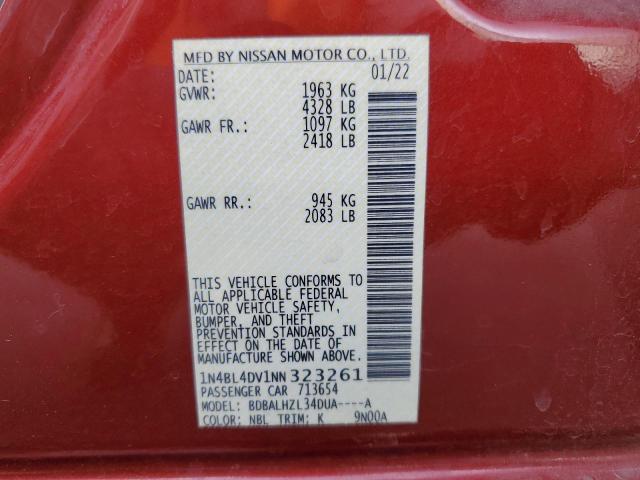 MFD BY NISSAN MOTOR CO., LTD.
DATE: 01/22
GVWR: 1963 KG
4328 LB
GAWR FR.: 1097 KG
2418 LB
GAWR RR.: 945 KG
2083 LB
THIS VEHICLE CONFORMS TO
ALL APPLICABLE FEDERAL
MOTOR VEHICLE SAFETY,
BUMPER, AND THEFT
PREVENTION STANDARDS IN
EFFECT ON THE DATE OF
MANUFACTURE SHOWN ABOVE.
1N4BL4DV1NN323261
PASSENGER CAR 713654
MODEL: BDBALHZL34DUA----A
COLOR: NBL TRIM: K 9N00A